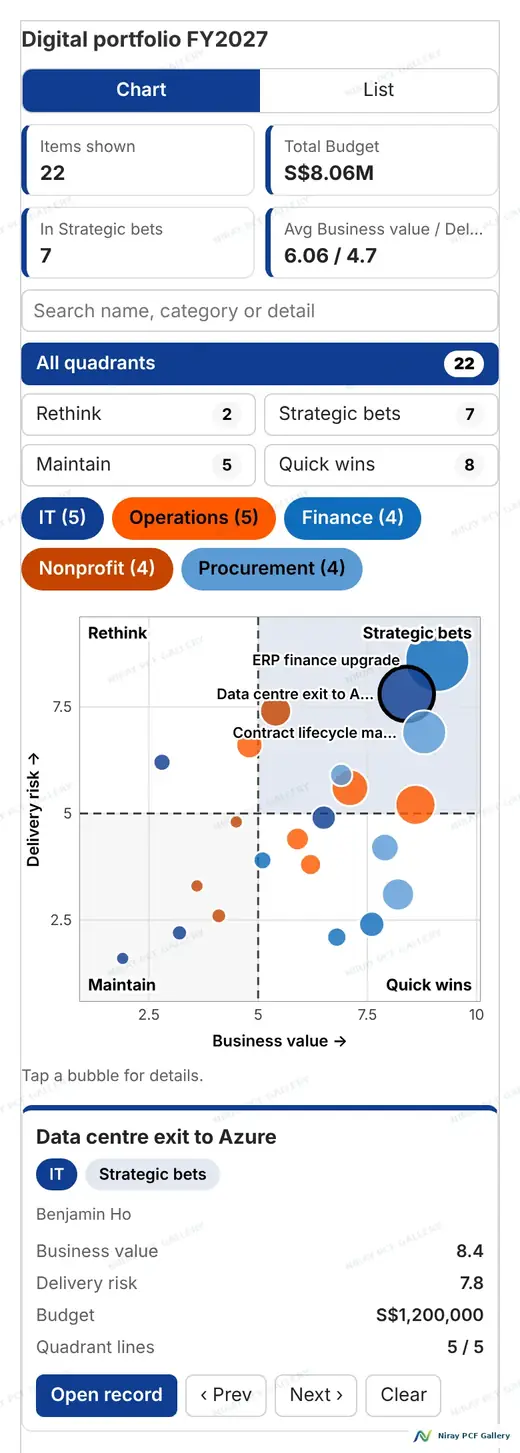 Digital portfolio FY2027
Chart List
Items shown
22
Total Budget
S$8.06M
In Strategic bets
7
Avg Business value / Del...
6.06 / 4.7
Search name, category or detail
All quadrants 22
Rethink 2
Strategic bets 7
Maintain 5
Quick wins 8
IT (5) Operations (5) Finance (4)
Nonprofit (4) Procurement (4)
Rethink Strategic bets
ERP finance upgrade
Data centre exit to A...
7.5
Contract lifecycle ma...
5
Delivery risk →
2.5
Maintain Quick wins
2.5 5 7.5 10
Business value →
Tap a bubble for details.
Data centre exit to Azure
IT Strategic bets
Benjamin Ho
Business value 8.4
Delivery risk 7.8
Budget S$1,200,000
Quadrant lines 5 / 5
Open record ‹ Prev Next › Clear
Niray PCF Gallery
NIRAY PCF GALLERY